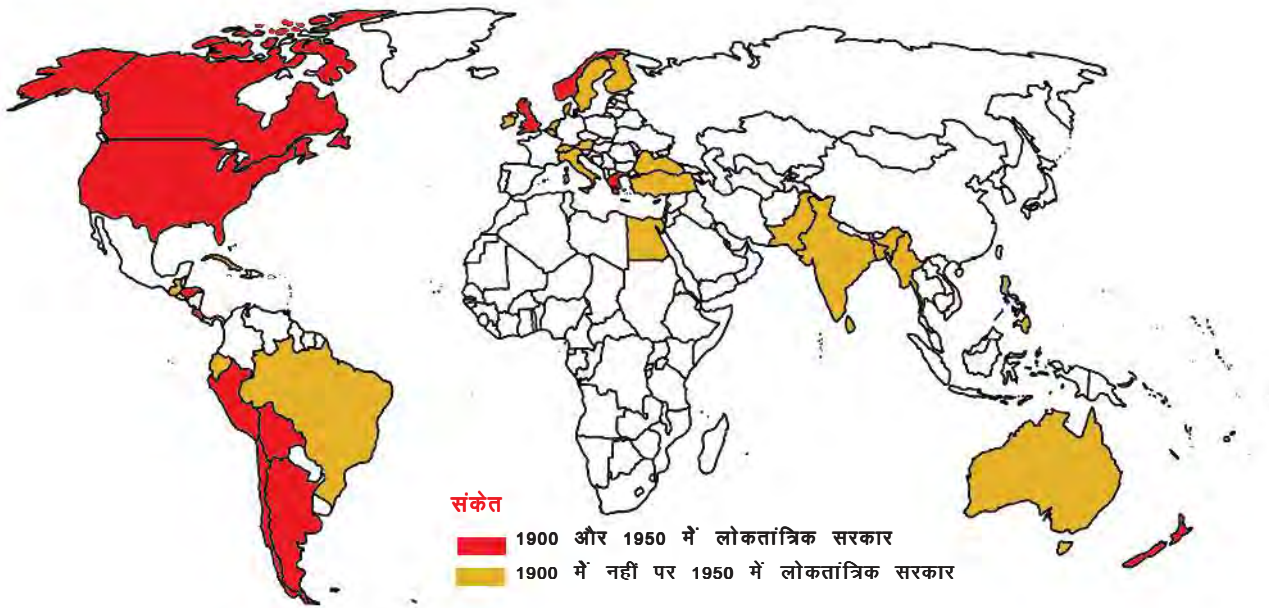 संकेत
1900 और 1950 में लोकतांत्रिक सरकार
1900 में नहीं पर 1950 में लोकतांत्रिक सरकार